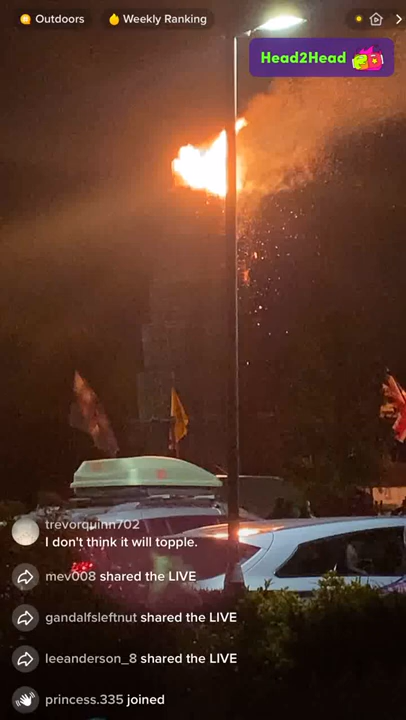 Outdoors
Weekly Ranking
Head2Head
trevorquinn702
I don't think it will topple.
mev008 shared the LIVE
gandalfsleftnut shared the LIVE
leeanderson_8 shared the LIVE
princess.335 joined